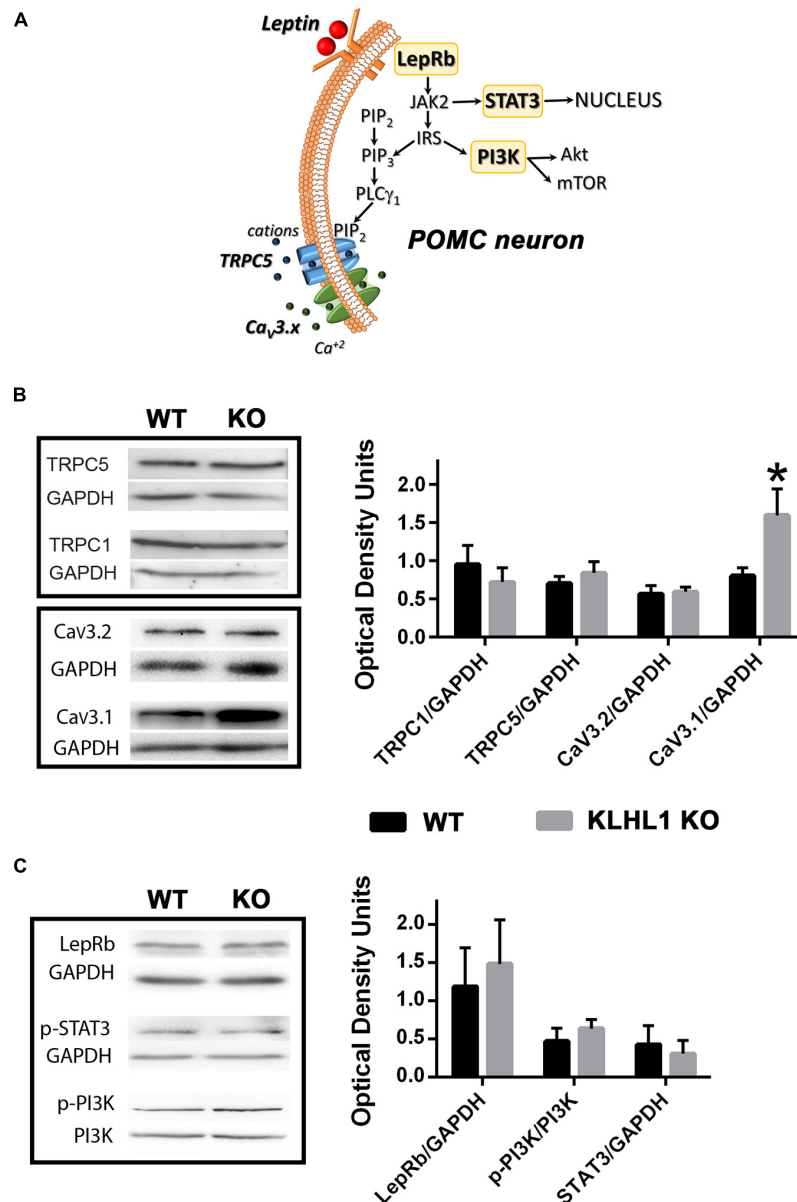 A
Leptin
LepRb
JAK2
STAT3
NUCLEUS
PIP2
IRS
PIP3
PI3K
Akt
mTOR
PLCγ1
cations
PIP2
POMC neuron
TRPC5
CaV3.x
Ca+2
B
WT KO
TRPC5
GAPDH
TRPC1
GAPDH
Cav3.2
GAPDH
Cav3.1
GAPDH
Optical Density Units
2.0
1.5
1.0
0.5
0.0
*
TRPC1/GAPDH
TRPC5/GAPDH
CaV3.2/GAPDH
CaV3.1/GAPDH
WT
KLHL1 KO
C
WT KO
LepRb
GAPDH
p-STAT3
GAPDH
p-PI3K
PI3K
Optical Density Units
2.0
1.5
1.0
0.5
0.0
LepRb/GAPDH
p-PI3K/PI3K
STAT3/GAPDH